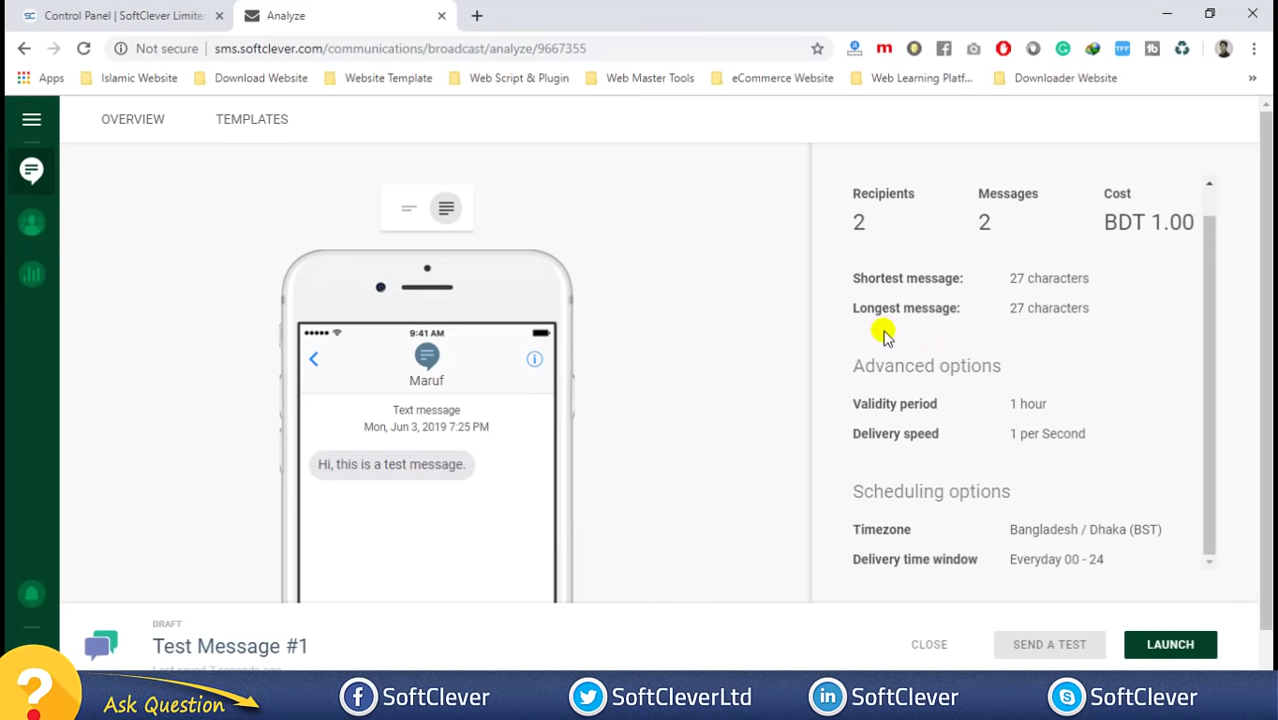 Control Panel | SoftClever Limite
Analyze
Not secure
sms.softclever.com/communications/broadcast/analyze/9667355
Apps
Islamic Website
Download Website
Website Template
Web Script & Plugin
Web Master Tools
eCommerce Website
Web Learning Platf...
Downloader Website
OVERVIEW
TEMPLATES
Recipients
Messages
Cost
2
2
BDT 1.00
Shortest message:
27 characters
Longest message:
27 characters
9:41 AM
Maruf
Text message
Mon, Jun 3, 2019 7:25 PM
Hi, this is a test message.
Advanced options
Validity period
1 hour
Delivery speed
1 per Second
Scheduling options
Timezone
Bangladesh / Dhaka (BST)
Delivery time window
Everyday 00 - 24
DRAFT
Test Message #1
Last saved 7 seconds ago
CLOSE
SEND A TEST
LAUNCH
Ask Question
SoftClever
SoftCleverLtd
SoftClever
SoftClever